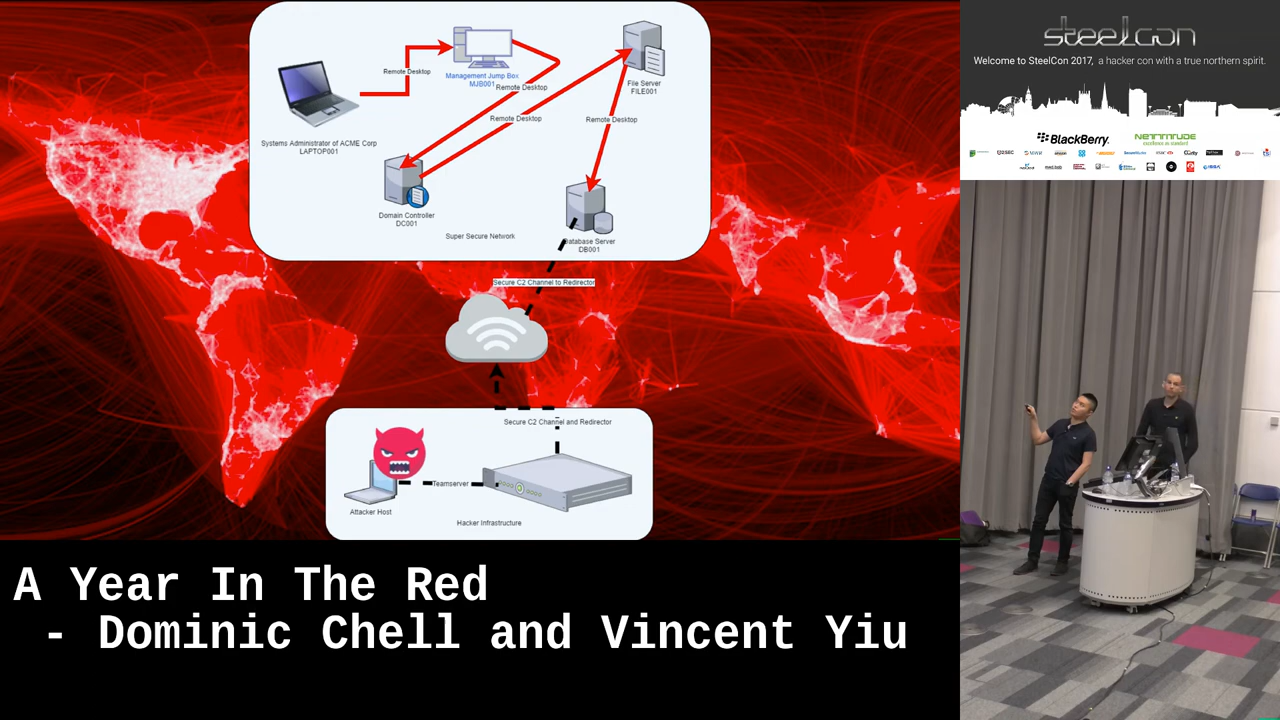 Remote Desktop
Management Jump Box
MJB001
Remote Desktop
File Server
FILE001
Remote Desktop
Remote Desktop
Systems Administrator of ACME Corp
LAPTOP001
Domain Controller
DC001
Super Secure Network
Database Server
DB001
Secure C2 Channel to Redirector
Secure C2 Channel and Redirector
Teamserver
Attacker Host
Hacker Infrastructure
A Year In The Red
- Dominic Chell and Vincent Yiu
steelcon
Welcome to SteelCon 2017, a hacker con with a true northern spirit.
BlackBerry
NETTITUDE